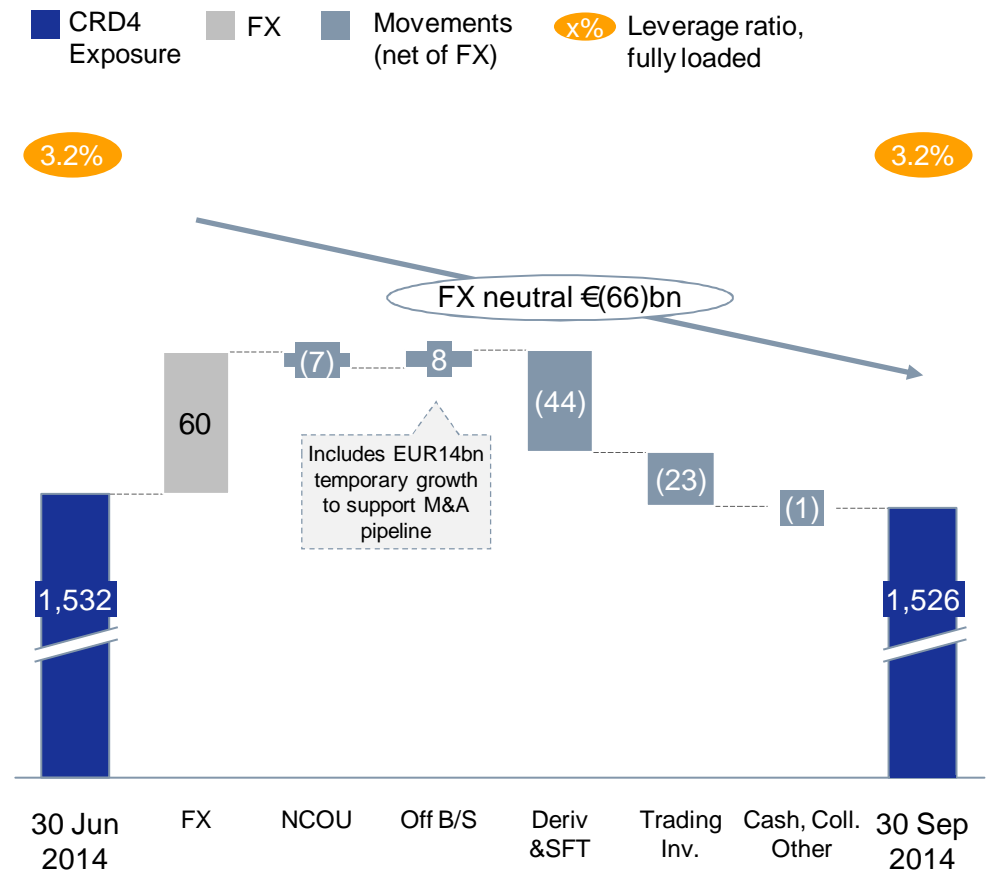 CRD4
Exposure
FX
Movements
(net of FX)
x%
Leverage ratio,
fully loaded
3.2%
3.2%
FX neutral €(66)bn
60
(7)
8
(44)
(23)
(1)
Includes EUR14bn
temporary growth
to support M&A
pipeline
1,532
1,526
30 Jun
2014
FX
NCOU
Off B/S
Deriv
&SFT
Trading
Inv.
Cash, Coll.
Other
30 Sep
2014